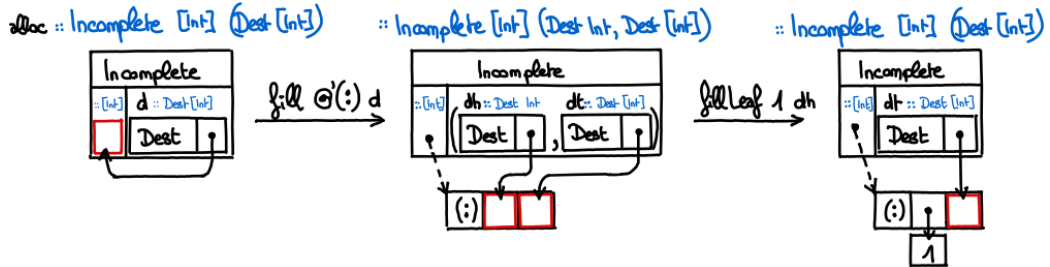 alloc :: Incomplete [Int] (Dest [Int])
Incomplete
:: [Int] d :: Dest [Int]
Dest
fill @'(:) d
:: Incomplete [Int] (Dest Int, Dest [Int])
Incomplete
:: [Int] (dh :: Dest Int dt :: Dest [Int])
Dest , Dest
(:)
fillLeaf 1 dh
:: Incomplete [Int] (Dest [Int])
Incomplete
:: [Int] dt :: Dest [Int]
Dest
(:)
1